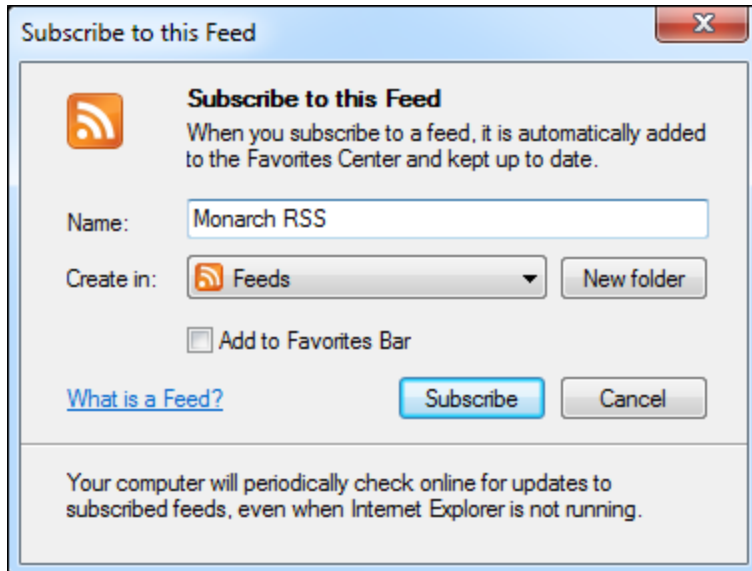 Subscribe to this Feed
Subscribe to this Feed
When you subscribe to a feed, it is automatically added
to the Favorites Center and kept up to date.
Name: Monarch RSS
Create in: Feeds New folder
Add to Favorites Bar
What is a Feed? Subscribe Cancel
Your computer will periodically check online for updates to
subscribed feeds, even when Internet Explorer is not running.